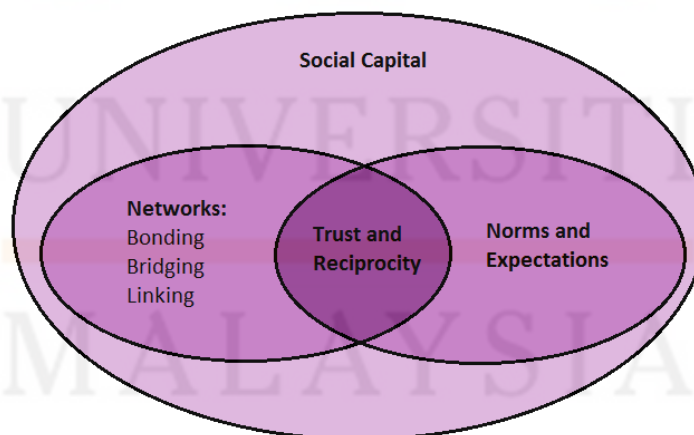 Social Capital
UNIVERSITI
Networks:
Bonding
Bridging
Linking
Trust and
Reciprocity
Norms and
Expectations
MALAYSIA